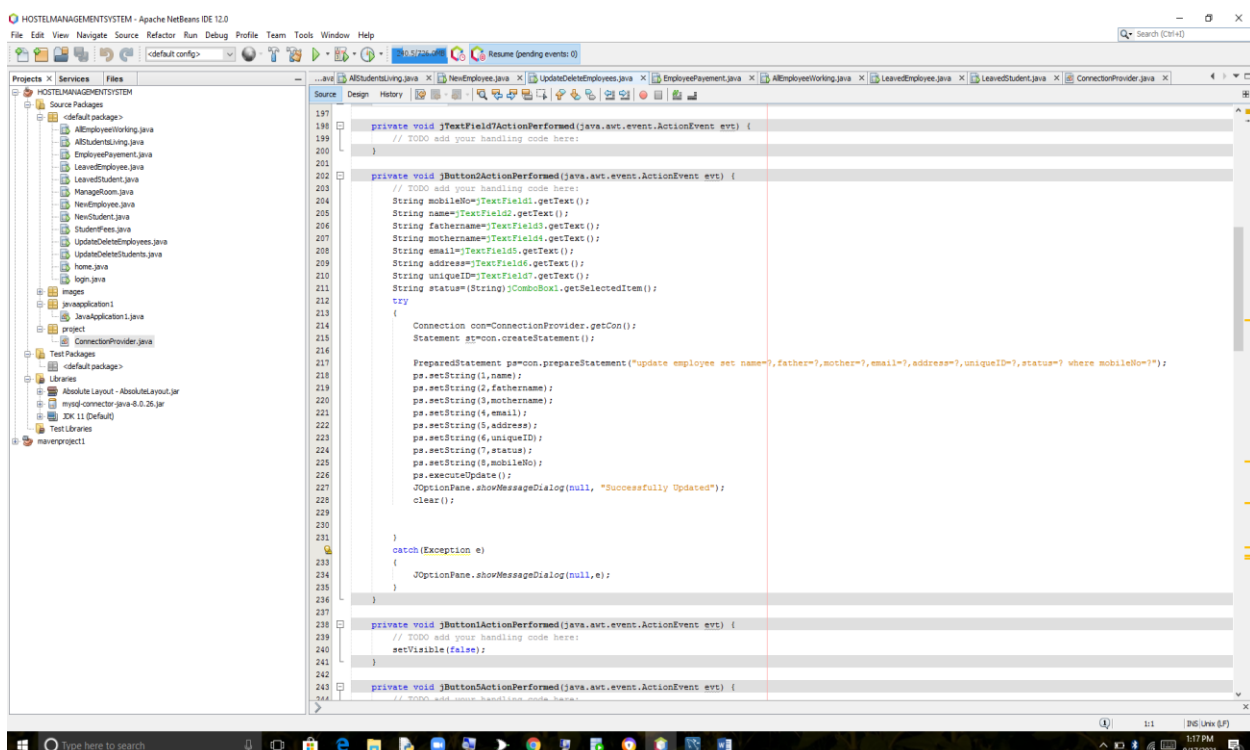 HOSTELMANAGEMENTSYSTEM - Apache NetBeans IDE 12.0
File Edit View Navigate Source Refactor Run Debug Profile Team Tools Window Help
Search (Ctrl+I)
<default config>
Resume (pending events: 0)
Projects × Services Files
...ava AllStudentsLiving.java × NewEmployee.java × UpdateDeleteEmployees.java × EmployeePayement.java × AllEmployeeWorking.java × LeavedEmployee.java × LeavedStudent.java × ConnectionProvider.java ×
Source Design History
HOSTELMANAGEMENTSYSTEM
Source Packages
<default package>
AllEmployeeWorking.java
AllStudentsLiving.java
EmployeePayement.java
LeavedEmployee.java
LeavedStudent.java
ManageRoom.java
NewEmployee.java
NewStudent.java
StudentFees.java
UpdateDeleteEmployees.java
UpdateDeleteStudents.java
home.java
login.java
images
javaapplication1
JavaApplication1.java
project
ConnectionProvider.java
Test Packages
<default package>
Libraries
Absolute Layout - AbsoluteLayout.jar
mysql-connector-java-8.0.26.jar
JDK 11 (Default)
Test Libraries
mavenproject1
197
198 private void jTextField7ActionPerformed(java.awt.event.ActionEvent evt) {
199 // TODO add your handling code here:
200 }
201
202 private void jButton2ActionPerformed(java.awt.event.ActionEvent evt) {
203 // TODO add your handling code here:
204 String mobileNo=jTextField1.getText();
205 String name=jTextField2.getText();
206 String fathername=jTextField3.getText();
207 String mothername=jTextField4.getText();
208 String email=jTextField5.getText();
209 String address=jTextField6.getText();
210 String uniqueID=jTextField7.getText();
211 String status=(String)jComboBox1.getSelectedItem();
212 try
213 {
214 Connection con=ConnectionProvider.getCon();
215 Statement st=con.createStatement();
216
217 PreparedStatement ps=con.prepareStatement("update employee set name=?,father=?,mother=?,email=?,address=?,uniqueID=?,status=? where mobileNo=?");
218 ps.setString(1,name);
219 ps.setString(2,fathername);
220 ps.setString(3,mothername);
221 ps.setString(4,email);
222 ps.setString(5,address);
223 ps.setString(6,uniqueID);
224 ps.setString(7,status);
225 ps.setString(8,mobileNo);
226 ps.executeUpdate();
227 JOptionPane.showMessageDialog(null, "Successfully Updated");
228 clear();
229
230
231 }
catch(Exception e)
233 {
234 JOptionPane.showMessageDialog(null,e);
235 }
236 }
237
238 private void jButton1ActionPerformed(java.awt.event.ActionEvent evt) {
239 // TODO add your handling code here:
240 setVisible(false);
241 }
242
243 private void jButton5ActionPerformed(java.awt.event.ActionEvent evt) {
244 // TODO add your handling code here:
1:1 INS Unix (LF)
Type here to search
1:17 PM